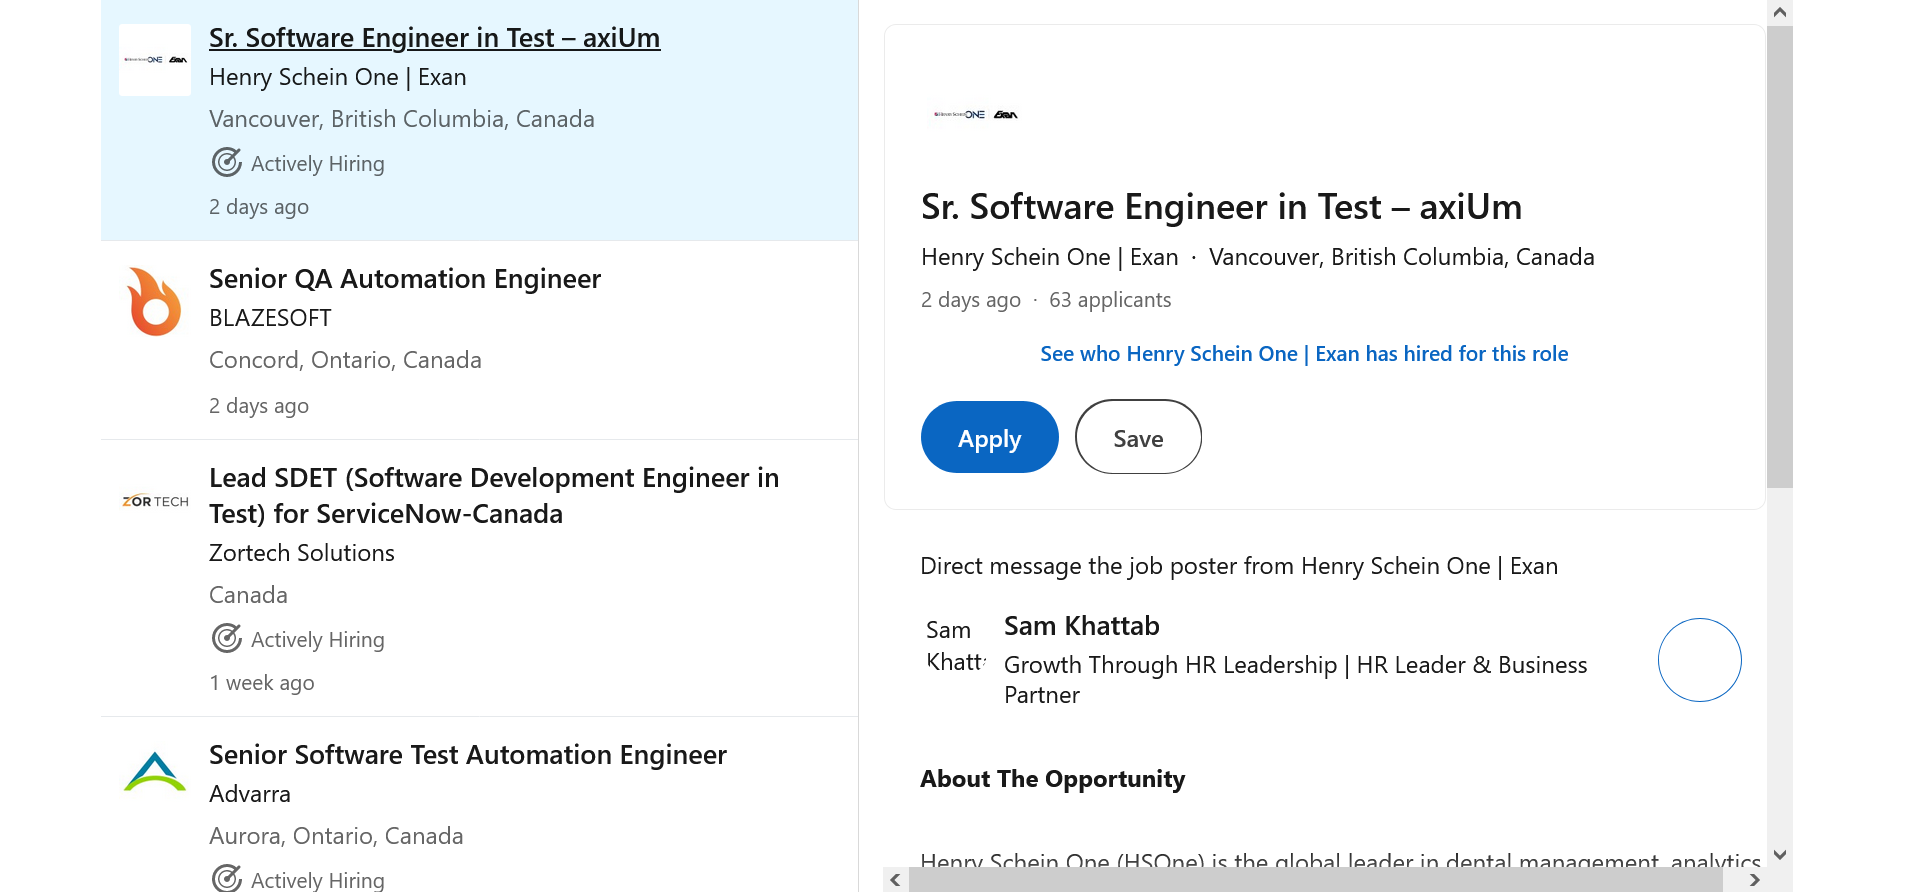 Sr. Software Engineer in Test – axiUm
Henry Schein One | Exan
Vancouver, British Columbia, Canada
Actively Hiring
2 days ago
Senior QA Automation Engineer
BLAZESOFT
Concord, Ontario, Canada
2 days ago
ZORTECH
Lead SDET (Software Development Engineer in
Test) for ServiceNow-Canada
Zortech Solutions
Canada
Actively Hiring
1 week ago
Senior Software Test Automation Engineer
Advarra
Aurora, Ontario, Canada
Actively Hiring
HENRY SCHEIN ONE
Sr. Software Engineer in Test – axiUm
Henry Schein One | Exan · Vancouver, British Columbia, Canada
2 days ago · 63 applicants
See who Henry Schein One | Exan has hired for this role
Apply
Save
Direct message the job poster from Henry Schein One | Exan
Sam
Khatt
Sam Khattab
Growth Through HR Leadership | HR Leader & Business
Partner
About The Opportunity
Henry Schein One (HSOne) is the global leader in dental management, analytics